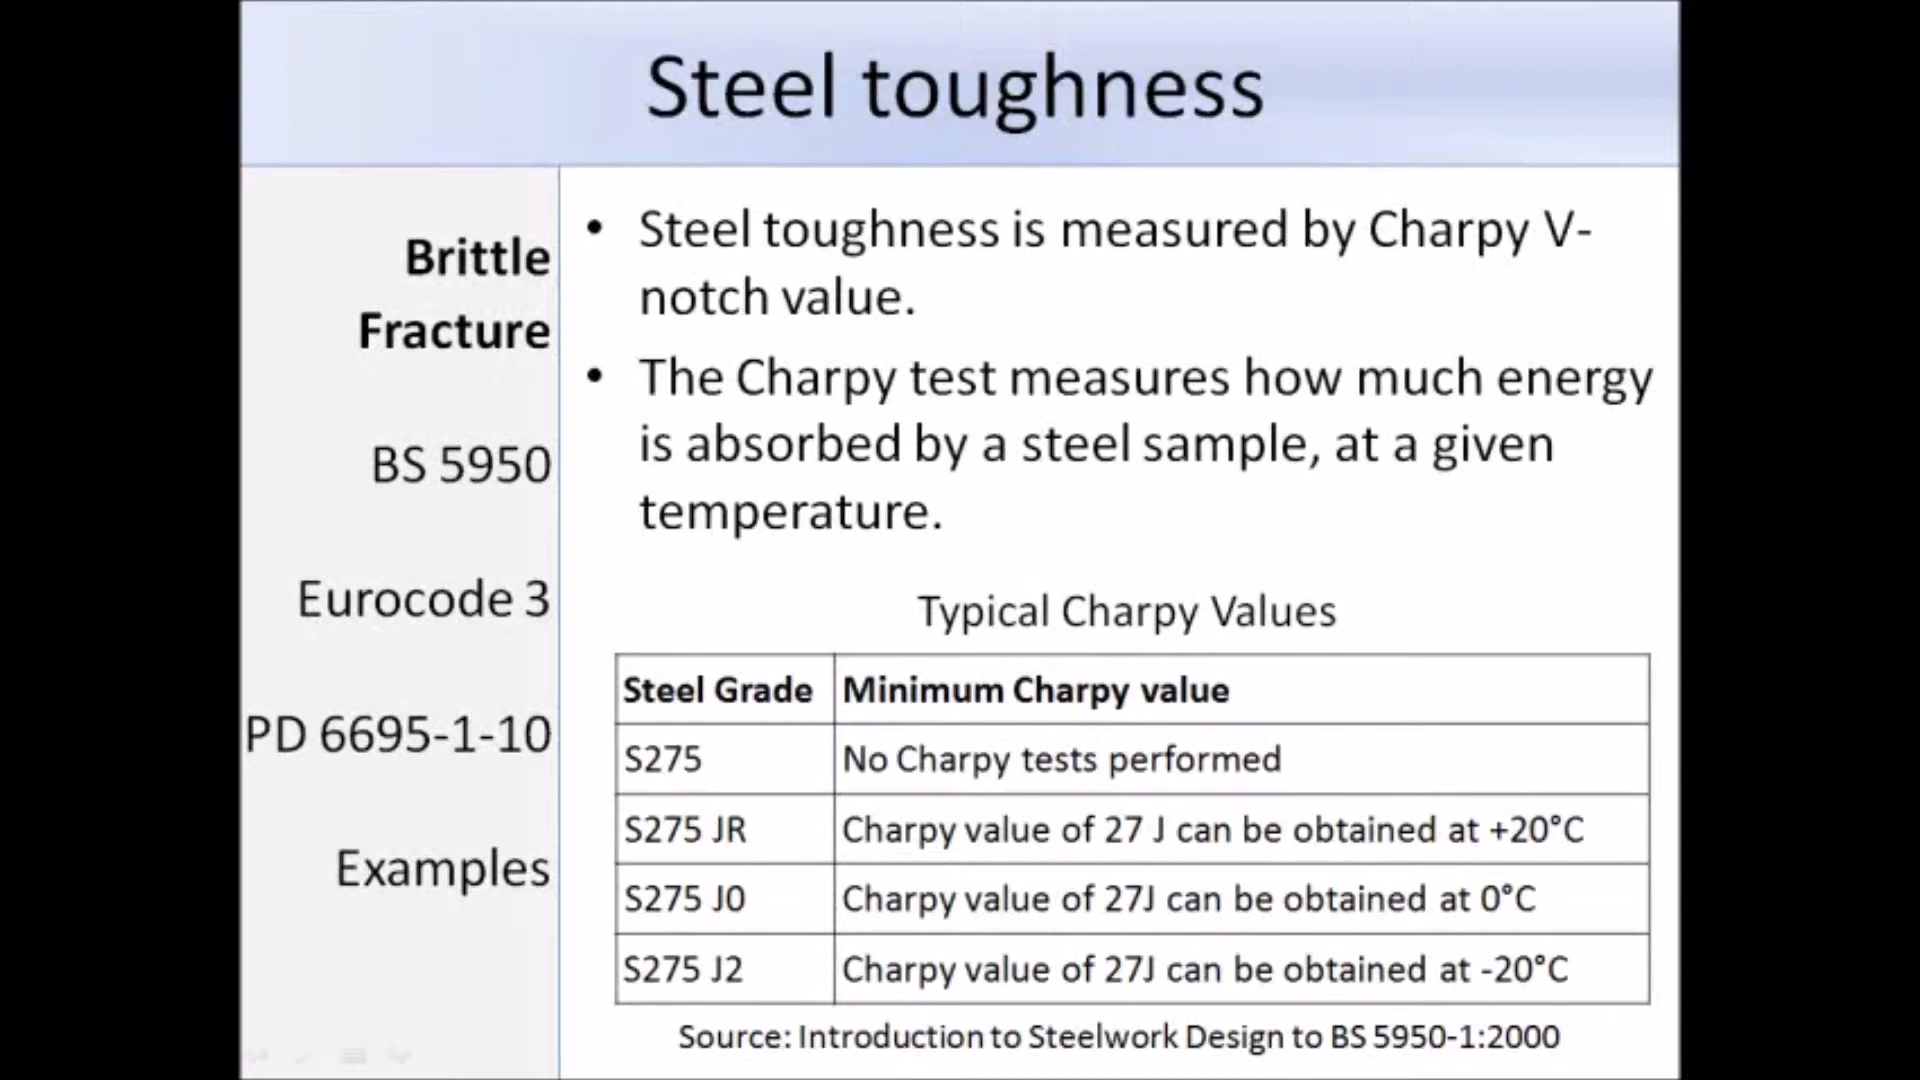 Steel toughness
Brittle
Fracture
BS 5950
Eurocode 3
PD 6695-1-10
Examples
• Steel toughness is measured by Charpy V-
notch value.
• The Charpy test measures how much energy
is absorbed by a steel sample, at a given
temperature.
Typical Charpy Values
Steel Grade Minimum Charpy value
S275 No Charpy tests performed
S275 JR Charpy value of 27 J can be obtained at +20°C
S275 J0 Charpy value of 27J can be obtained at 0°C
S275 J2 Charpy value of 27J can be obtained at -20°C
Source: Introduction to Steelwork Design to BS 5950-1:2000